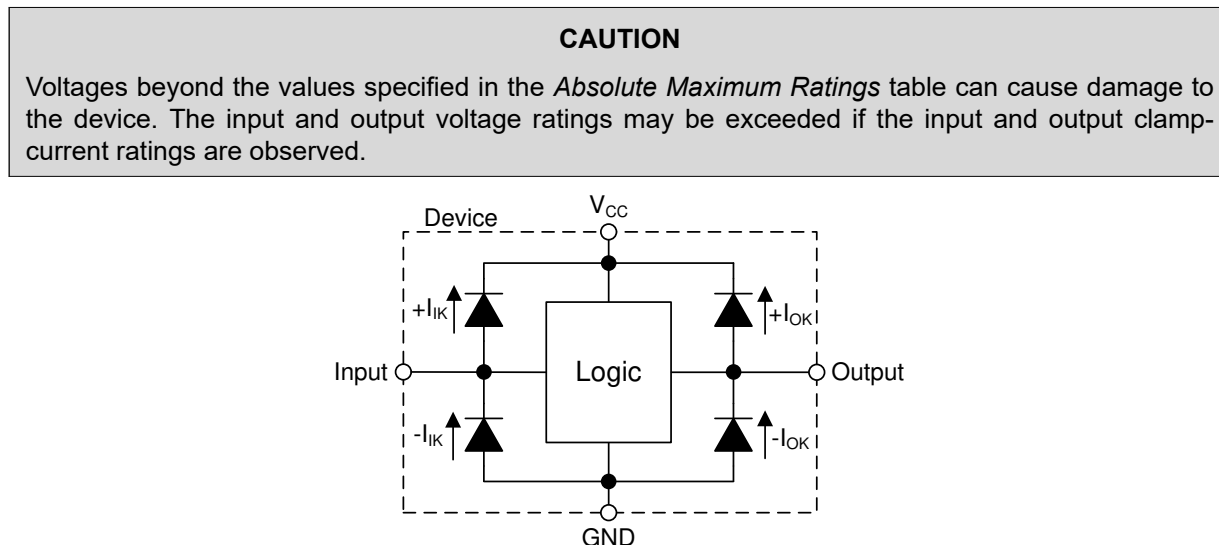 CAUTION
Voltages beyond the values specified in the Absolute Maximum Ratings table can cause damage to
the device. The input and output voltage ratings may be exceeded if the input and output clamp-
current ratings are observed.
VCC
Device
+IIK
+IOK
Input
Logic
Output
-IIK
-IOK
GND